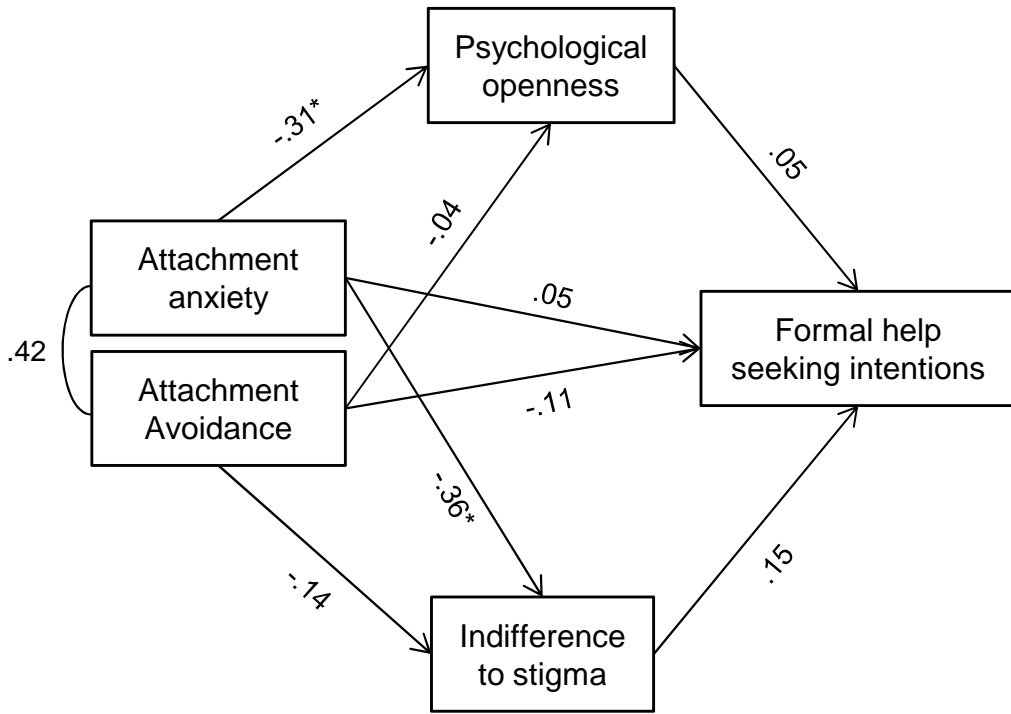 Psychological
openness
-.31*
.05
-.04
Attachment
anxiety
.05
.42
Formal help
seeking intentions
Attachment
Avoidance
-.11
-.36*
.15
-.14
Indifference
to stigma